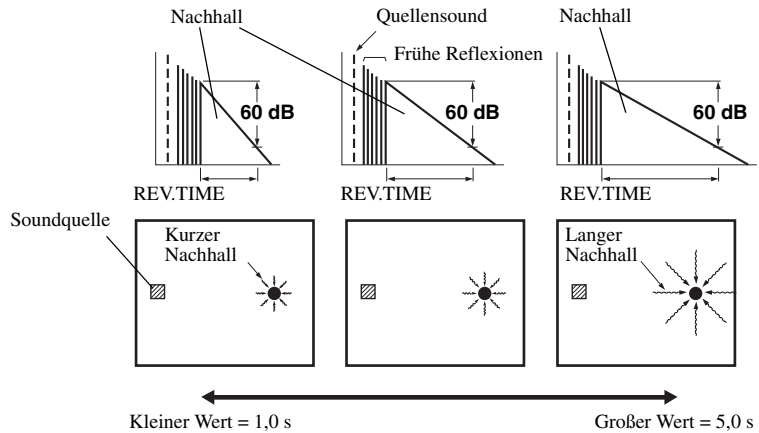 Nachhall
Quellensound
Nachhall
Frühe Reflexionen
60 dB
60 dB
60 dB
REV.TIME
REV.TIME
REV.TIME
Soundquelle
Kurzer
Nachhall
Langer
Nachhall
Kleiner Wert = 1,0 s
Großer Wert = 5,0 s